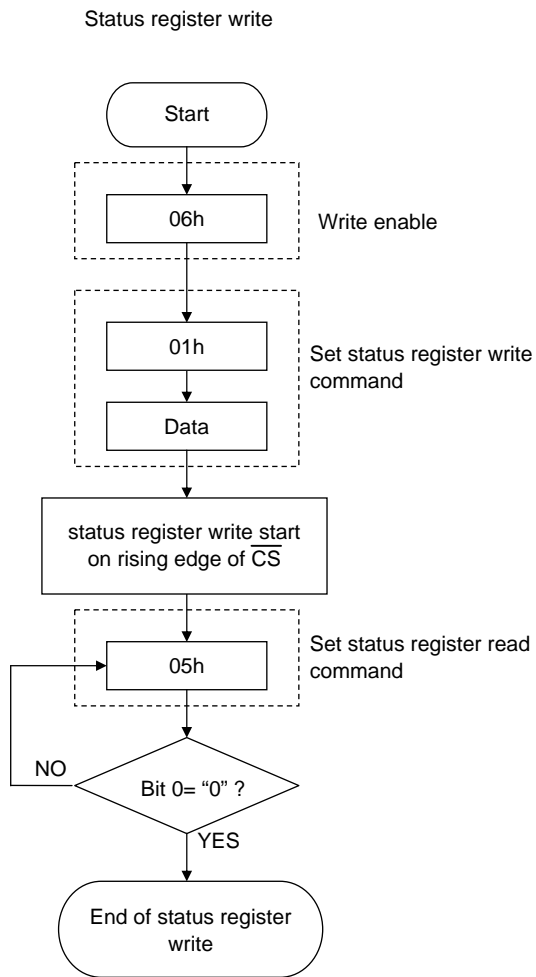 Status register write
Start
06h
Write enable
01h
Set status register write
command
Data
status register write start
on rising edge of C̅S̅
05h
Set status register read
command
NO
Bit 0= “0” ?
YES
End of status register
write